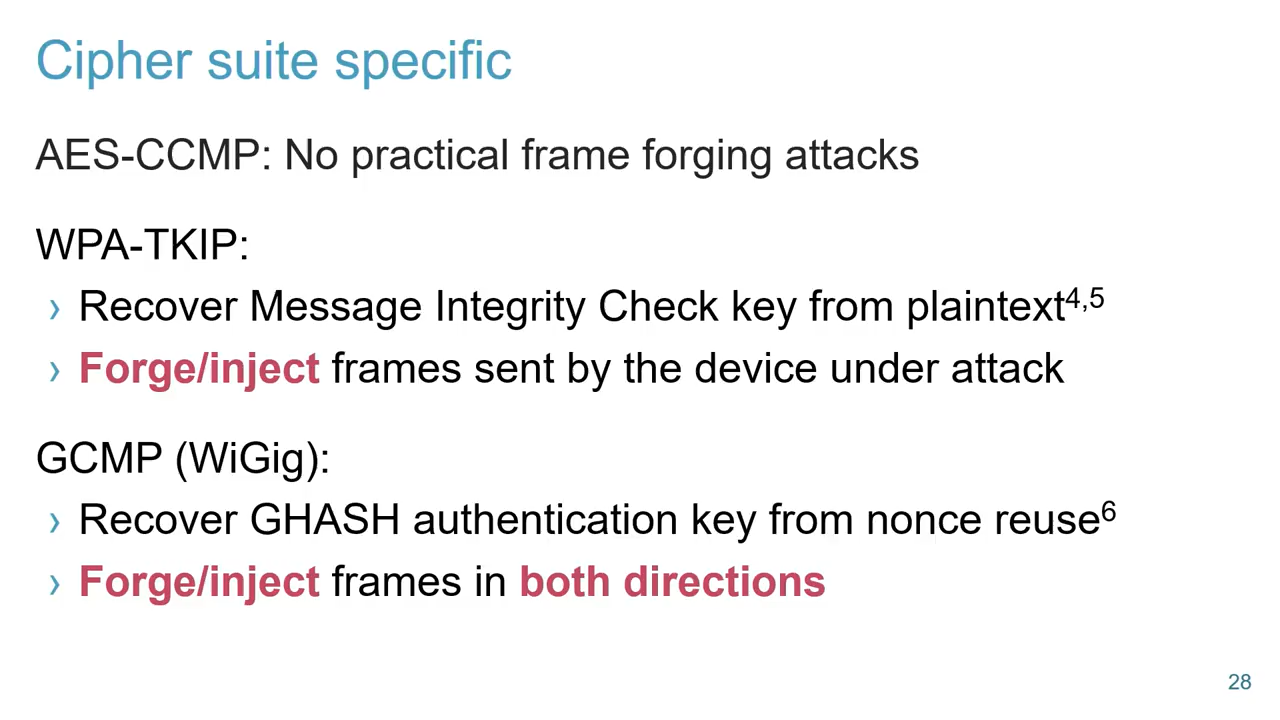 Cipher suite specific
AES-CCMP: No practical frame forging attacks
WPA-TKIP:
› Recover Message Integrity Check key from plaintext4,5
› Forge/inject frames sent by the device under attack
GCMP (WiGig):
› Recover GHASH authentication key from nonce reuse6
› Forge/inject frames in both directions
28